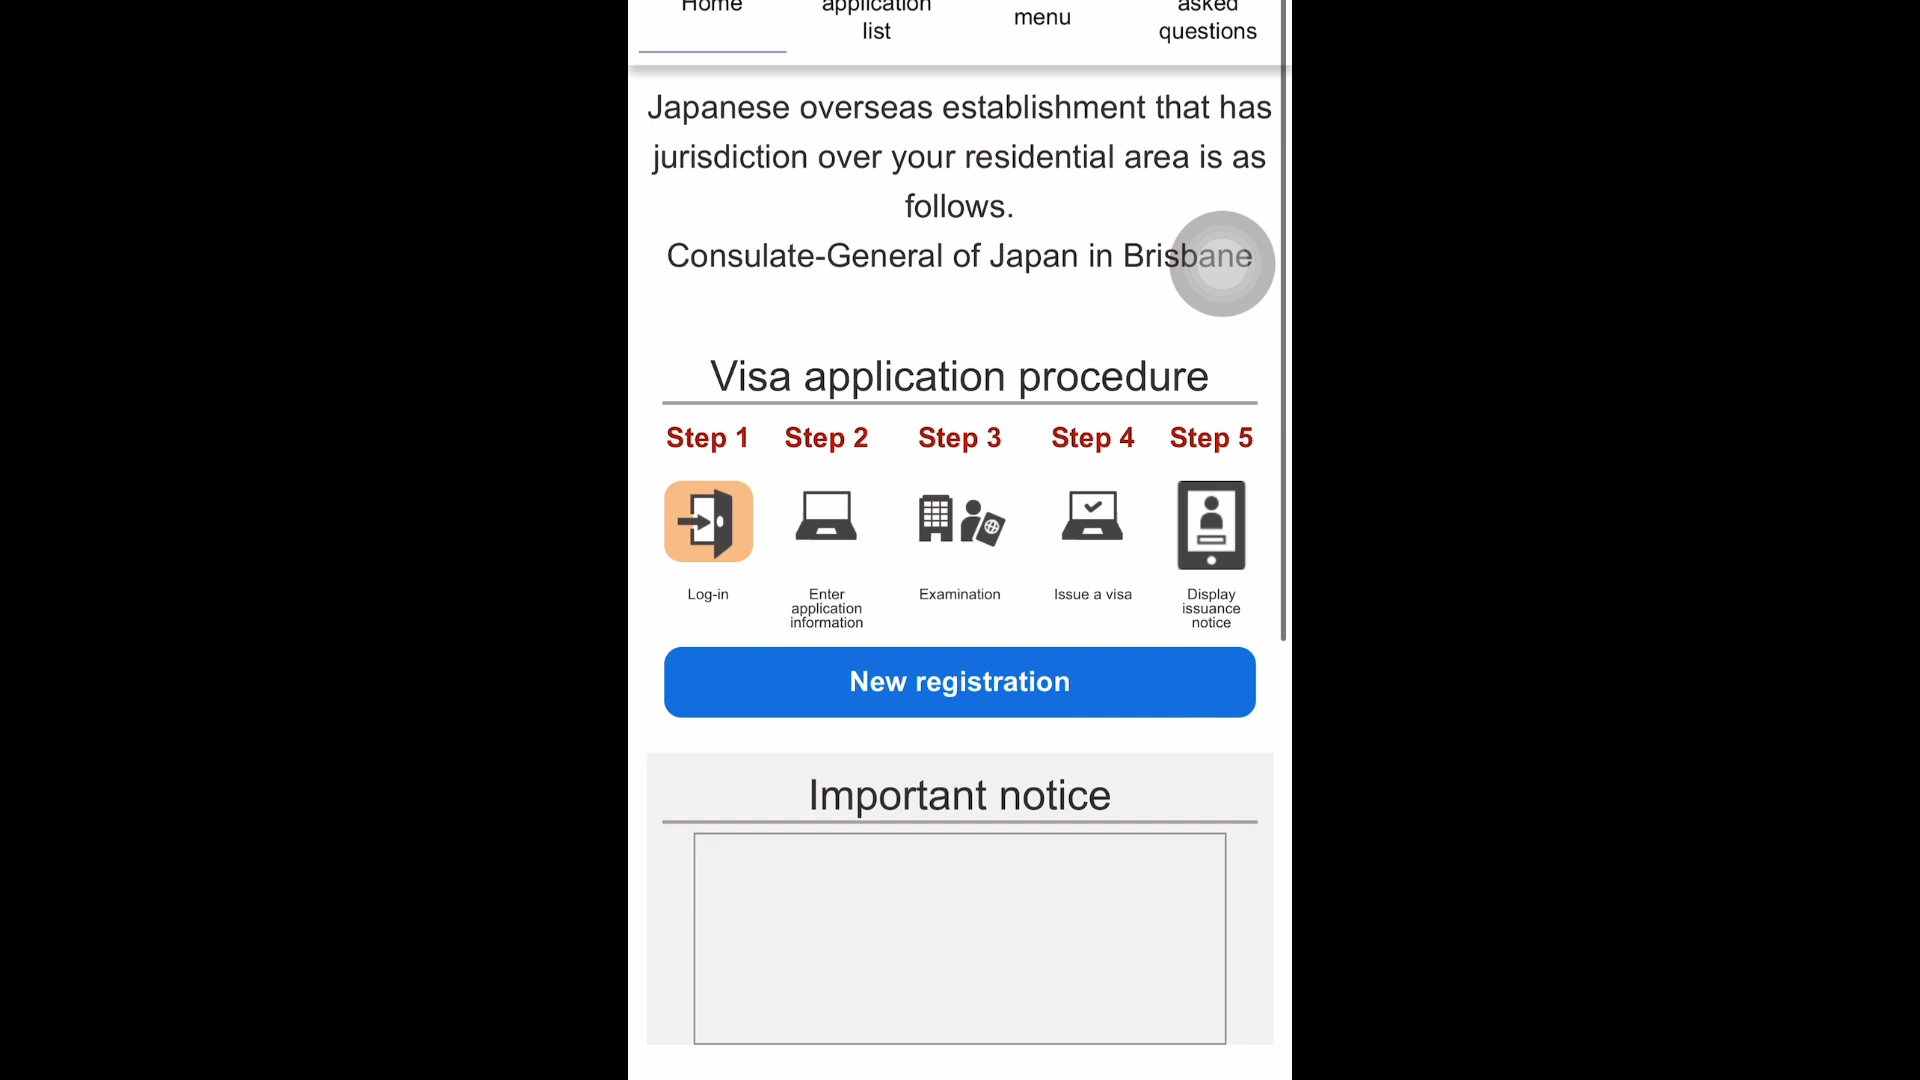 Home
application
list
menu
asked
questions
Japanese overseas establishment that has
jurisdiction over your residential area is as
follows.
Consulate-General of Japan in Brisbane
Visa application procedure
Step 1 Step 2 Step 3 Step 4 Step 5
Log-in
Enter
application
information
Examination
Issue a visa
Display
issuance
notice
New registration
Important notice